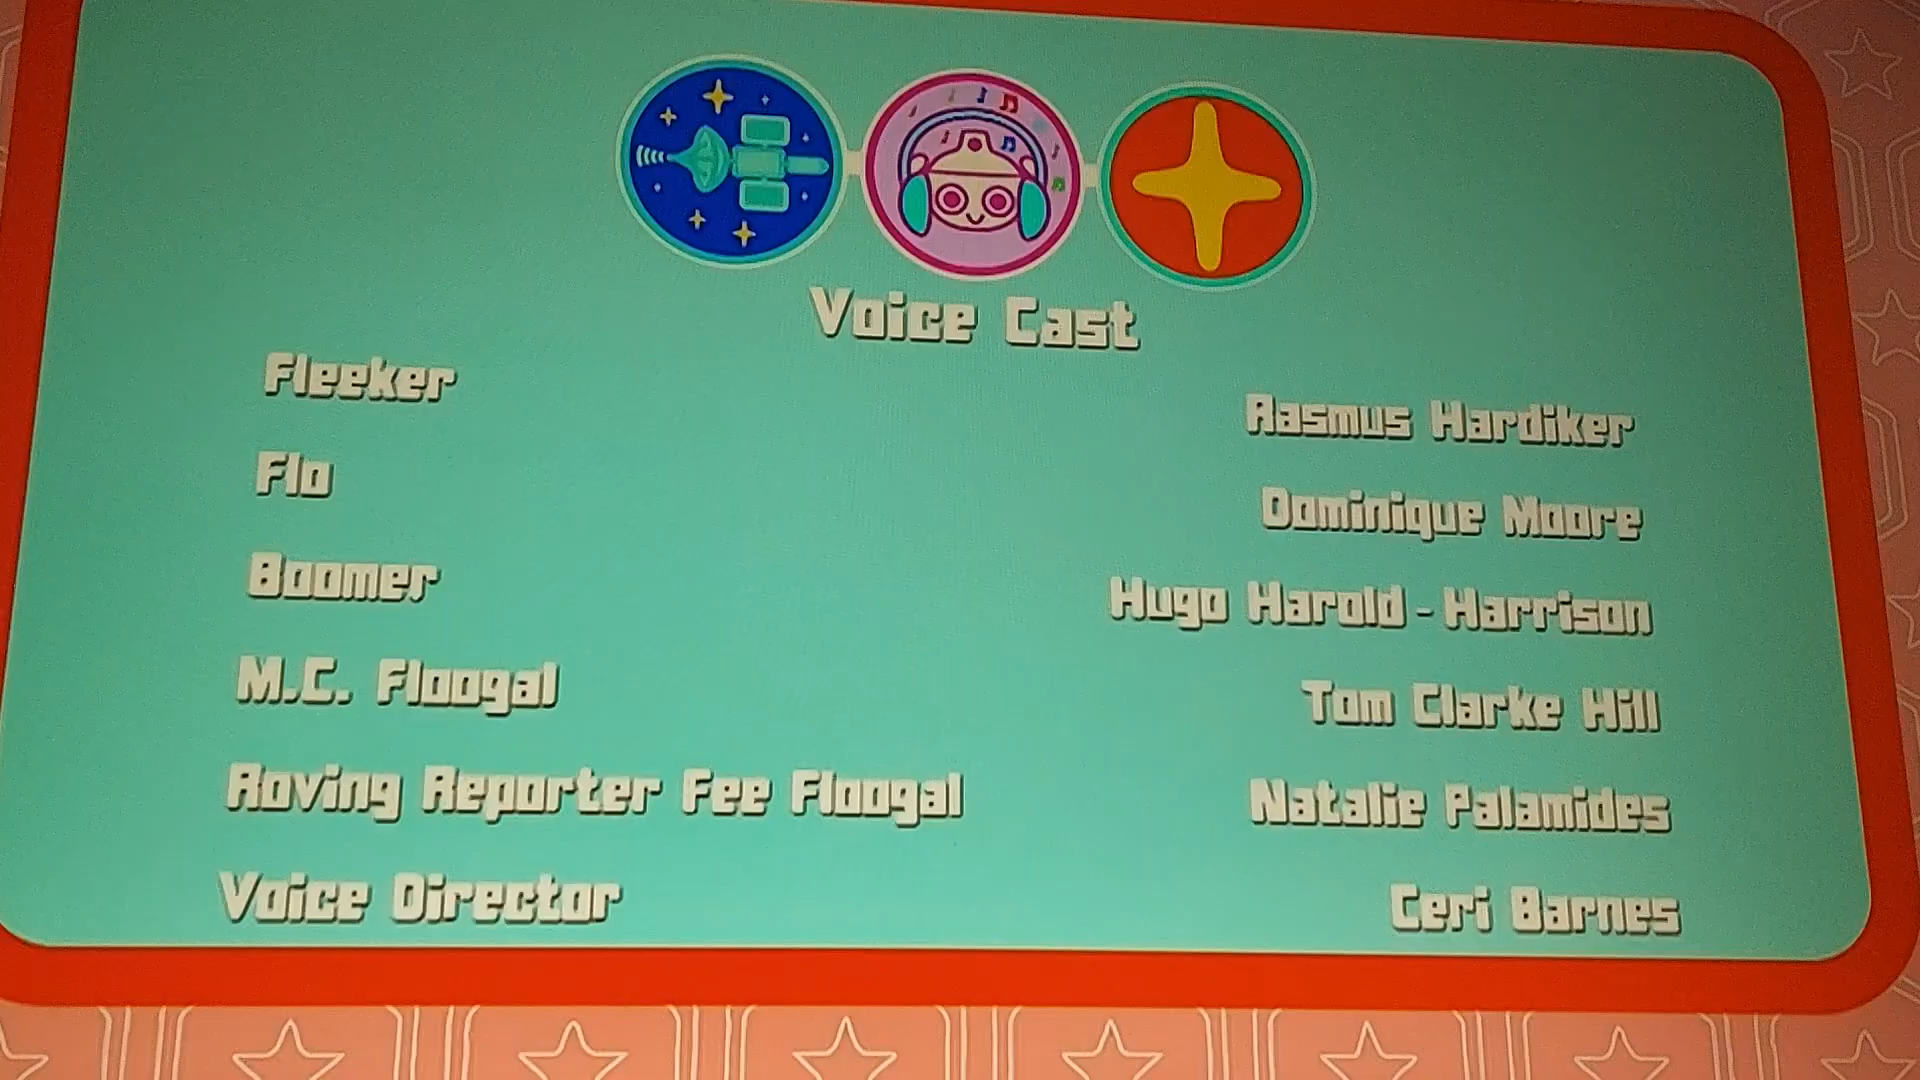 Voice Cast
Fleeker Rasmus Hardiker
Flo Dominique Moore
Boomer Hugo Harold-Harrison
M.C. Floogal Tom Clarke Hill
Roving Reporter Fee Floogal Natalie Palamides
Voice Director Ceri Barnes